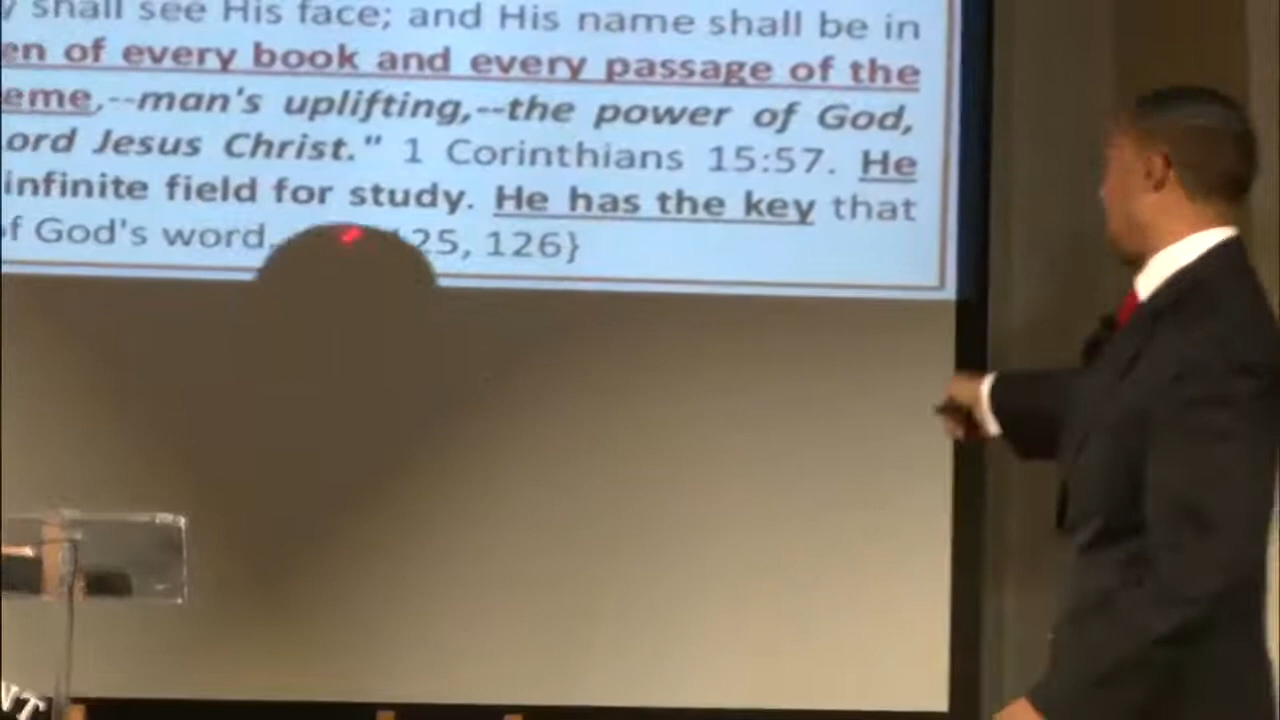 shall see His face; and His name shall be in
en of every book and every passage of the
eme,--man's uplifting,--the power of God,
ord Jesus Christ." 1 Corinthians 15:57. He
infinite field for study. He has the key that
of God's word. 25, 126}
NT